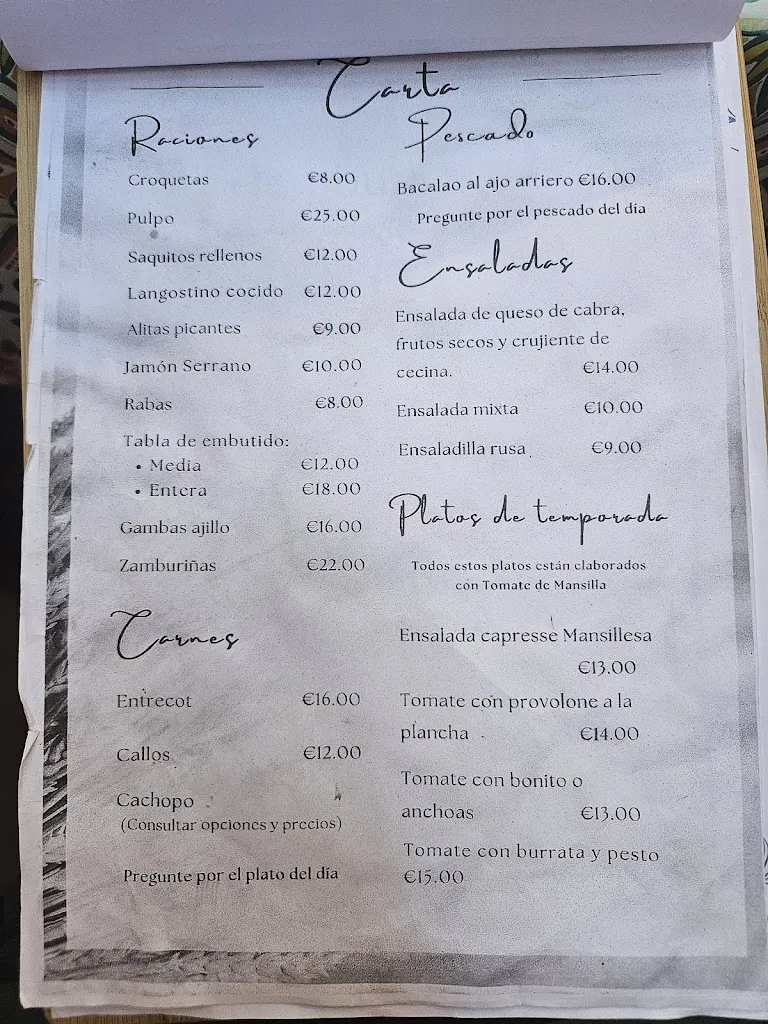 Carta
Raciones
Croquetas €8.00
Pulpo €25.00
Saquitos rellenos €12.00
Langostino cocido €12.00
Alitas picantes €9.00
Jamón Serrano €10.00
Rabas €8.00
Tabla de embutido:
• Media €12.00
• Entera €18.00
Gambas ajillo €16.00
Zamburiñas €22.00
Carnes
Entrecot €16.00
Callos €12.00
Cachopo
(Consultar opciones y precios)
Pregunte por el plato del día
Pescado
Bacalao al ajo arriero €16.00
Pregunte por el pescado del día
Ensaladas
Ensalada de queso de cabra,
frutos secos y crujiente de
cecina. €14.00
Ensalada mixta €10.00
Ensaladilla rusa €9.00
Platos de temporada
Todos estos platos están elaborados
con Tomate de Mansilla
Ensalada capresse Mansillesa
€13.00
Tomate con provolone a la
plancha €14.00
Tomate con bonito o
anchoas €13.00
Tomate con burrata y pesto
€15.00